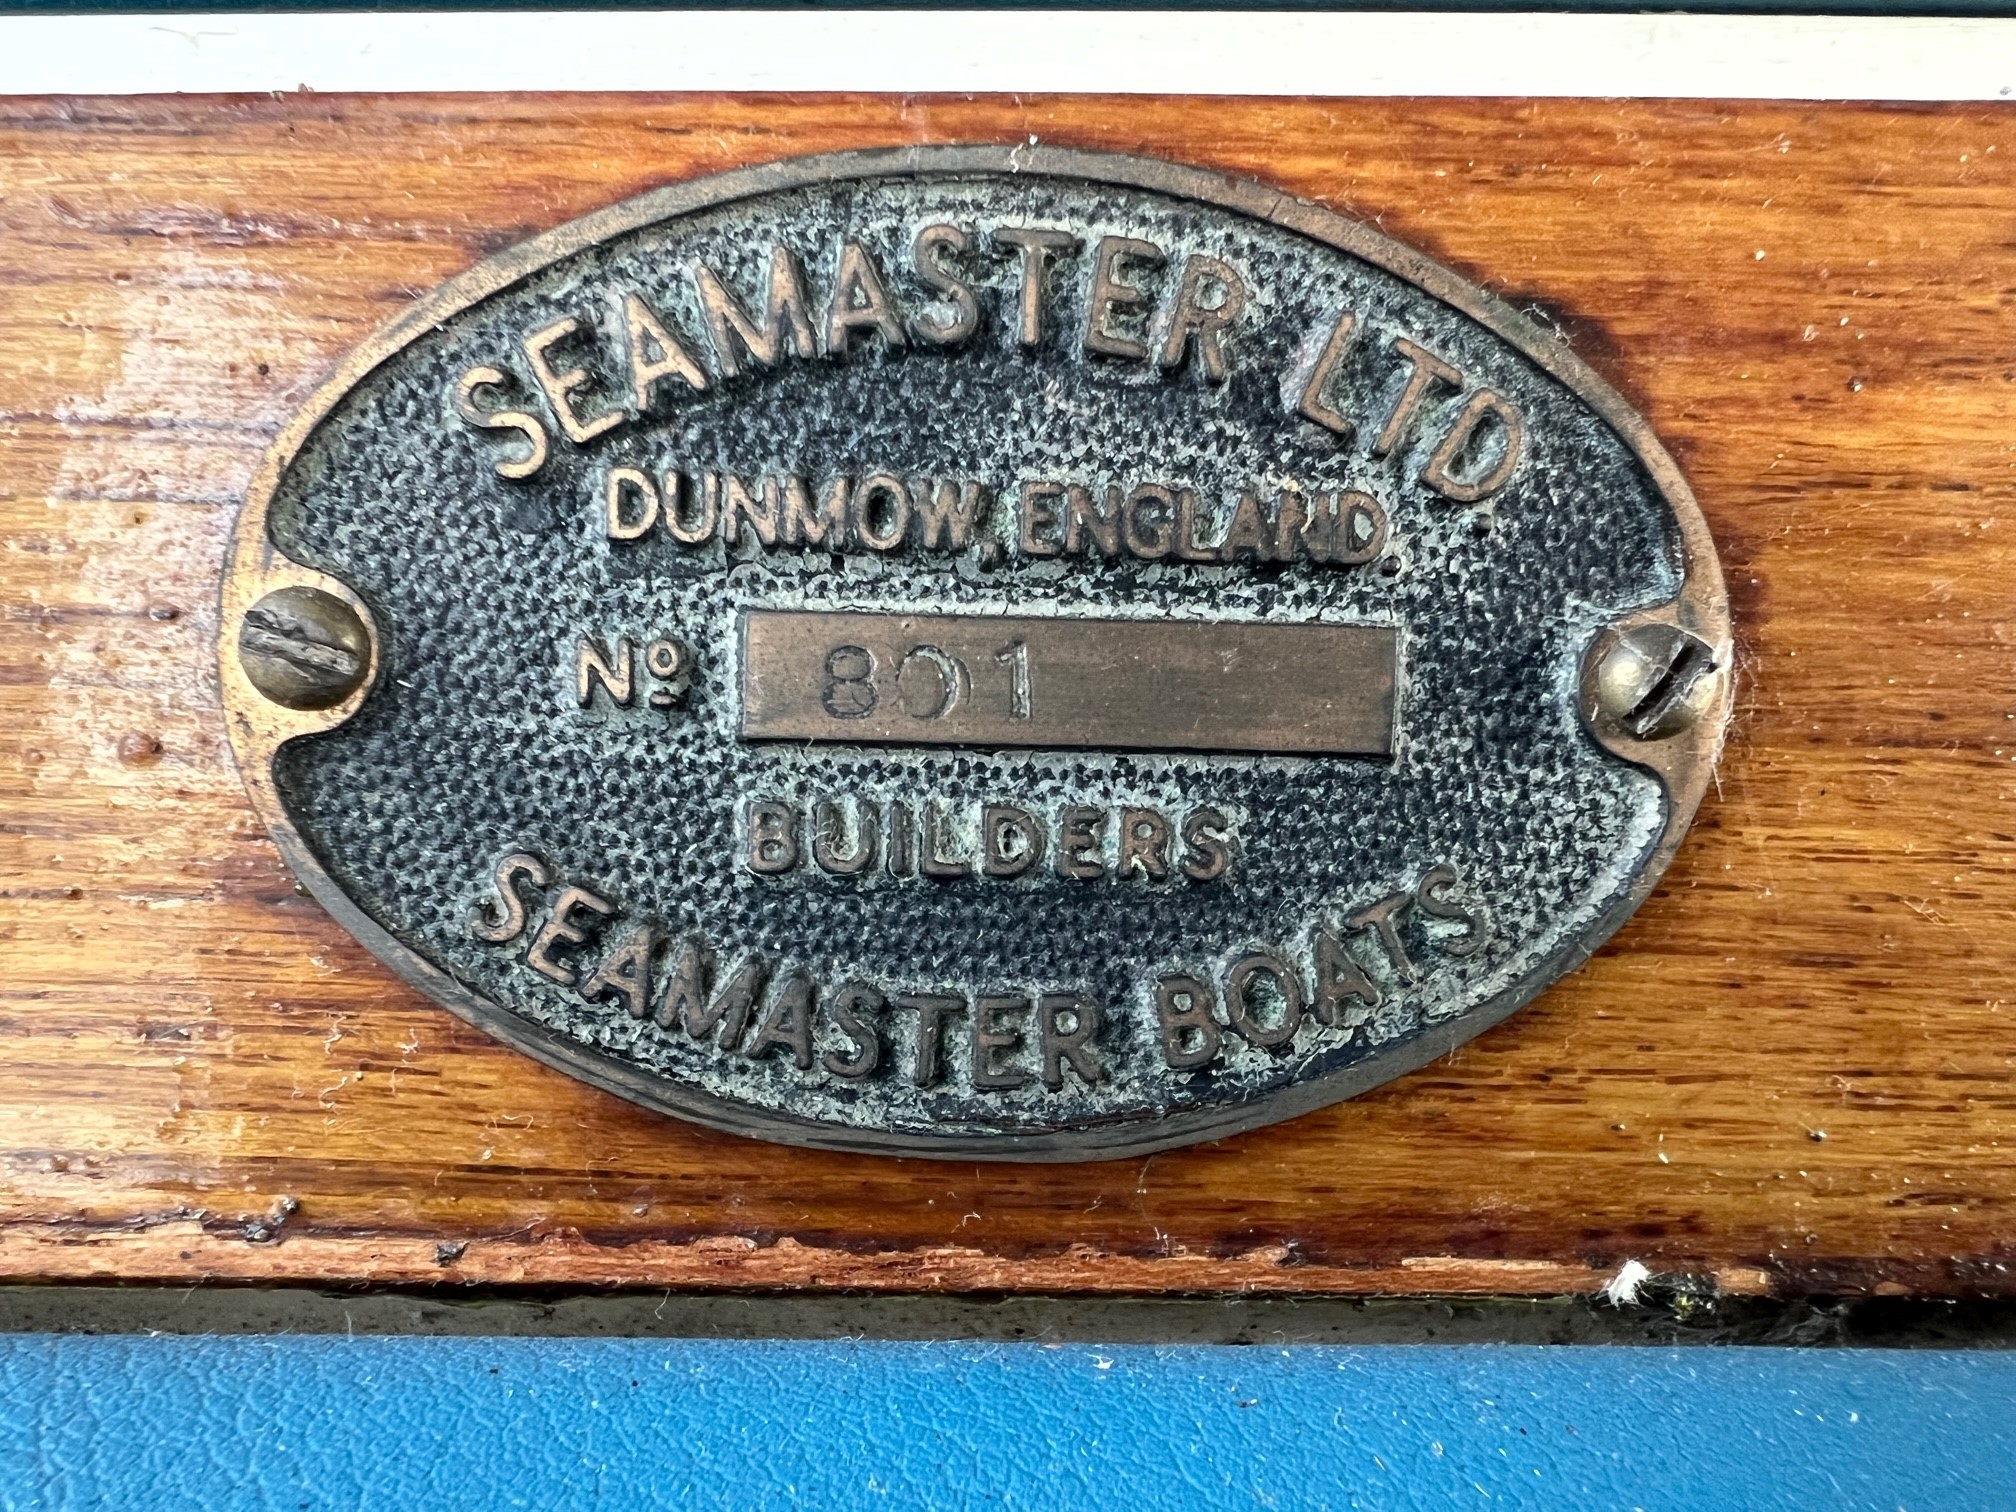 SEAMASTER LTD.
DUNMOW, ENGLAND.
Nº 801
BUILDERS
SEAMASTER BOATS